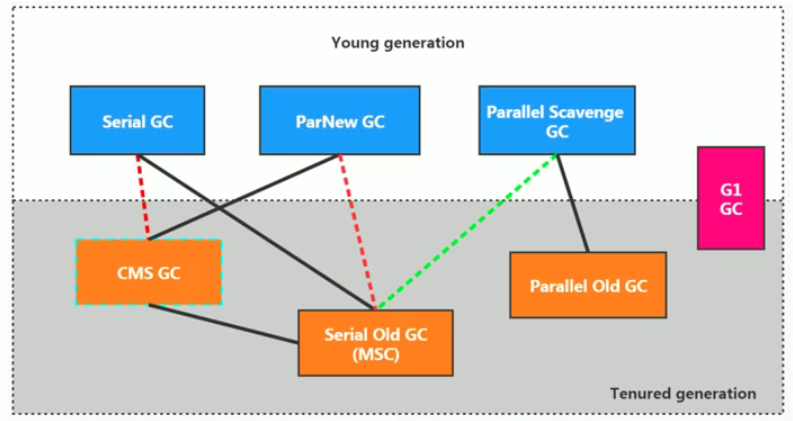 Young generation
Serial GC
ParNew GC
Parallel Scavenge
GC
G1
GC
CMS GC
Parallel Old GC
Serial Old GC
(MSC)
Tenured generation